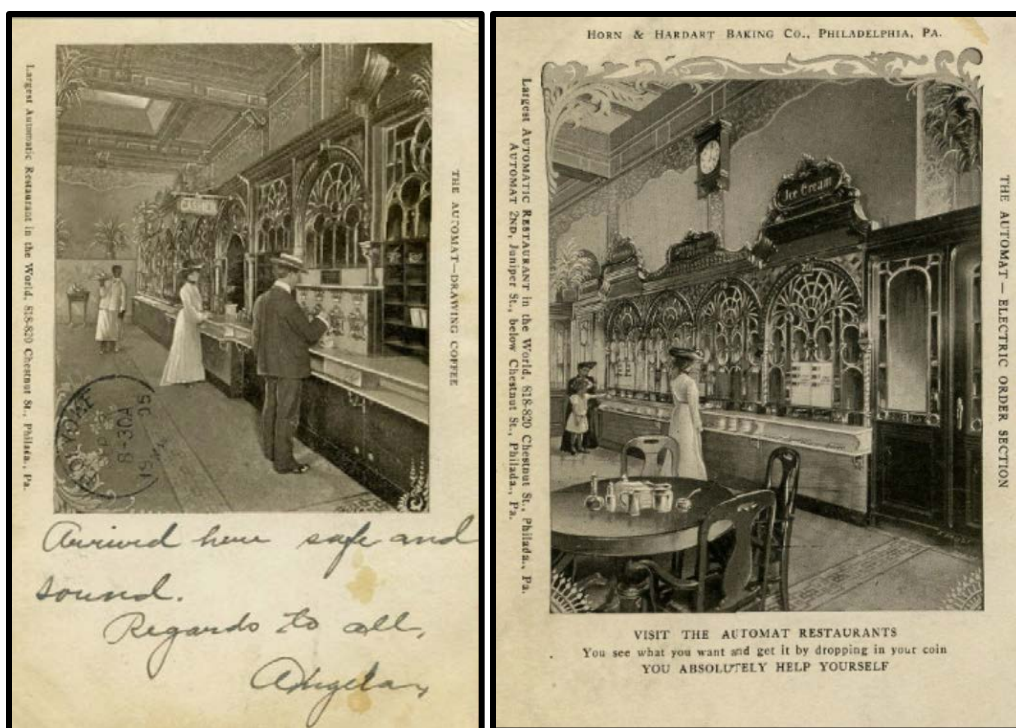 Largest Automatic Restaurant in the World, 818-820 Chestnut St., Philada., Pa.
THE AUTOMAT—DRAWING COFFEE
8-30A
05
Arrived here safe and
sound.
Regards to all,
HORN & HARDART BAKING CO., PHILADELPHIA, PA.
Largest AUTOMATIC RESTAURANT in the World, 818-820 Chestnut St., Philada., Pa.
AUTOMAT 2ND, Juniper St., below Chestnut St., Philada., Pa.
Ice Cream
THE AUTOMAT — ELECTRIC ORDER SECTION
VISIT THE AUTOMAT RESTAURANTS
You see what you want and get it by dropping in your coin
YOU ABSOLUTELY HELP YOURSELF